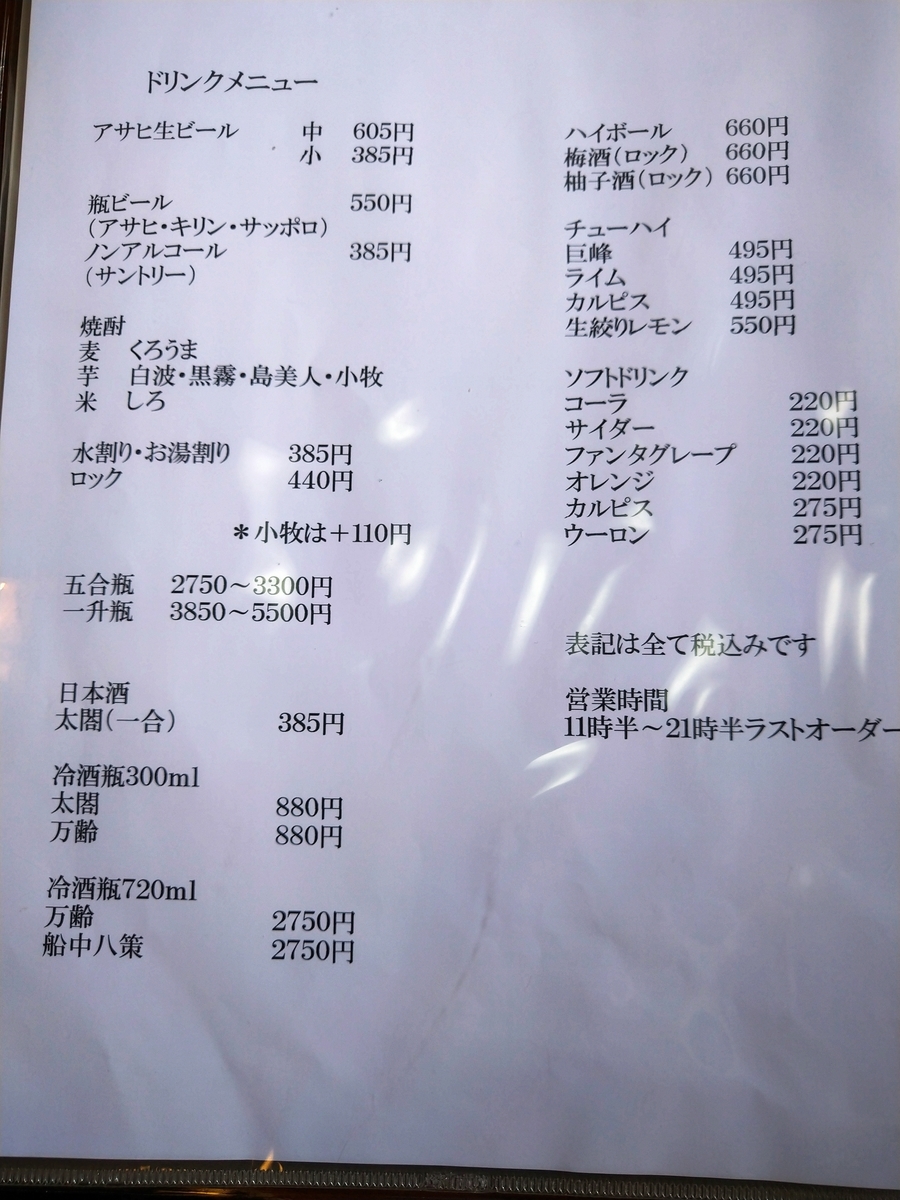 ドリンクメニュー
アサヒ生ビール 中 605円
小 385円
瓶ビール 550円
(アサヒ・キリン・サッポロ)
ノンアルコール 385円
(サントリー)
焼酎
麦 くろうま
芋 白波・黒霧・島美人・小牧
米 しろ
水割り・お湯割り 385円
ロック 440円
*小牧は+110円
五合瓶 2750~3300円
一升瓶 3850~5500円
日本酒
太閤(一合) 385円
冷酒瓶300ml
太閤 880円
万齢 880円
冷酒瓶720ml
万齢 2750円
船中八策 2750円
ハイボール 660円
梅酒(ロック) 660円
柚子酒(ロック) 660円
チューハイ
巨峰 495円
ライム 495円
カルピス 495円
生絞りレモン 550円
ソフトドリンク
コーラ 220円
サイダー 220円
ファンタグレープ 220円
オレンジ 220円
カルピス 275円
ウーロン 275円
表記は全て税込みです
営業時間
11時半~21時半ラストオーダー